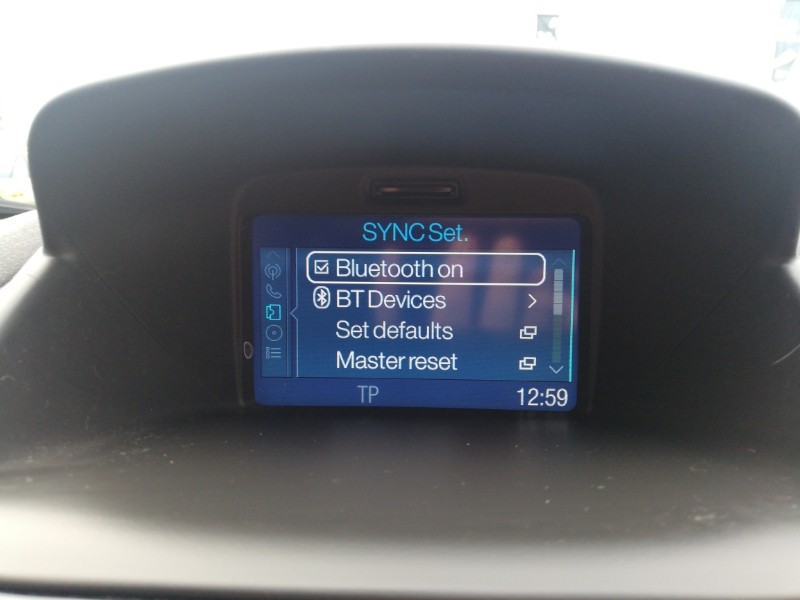 SYNC Set.
Bluetooth on
BT Devices
Set defaults
Master reset
TP 12:59